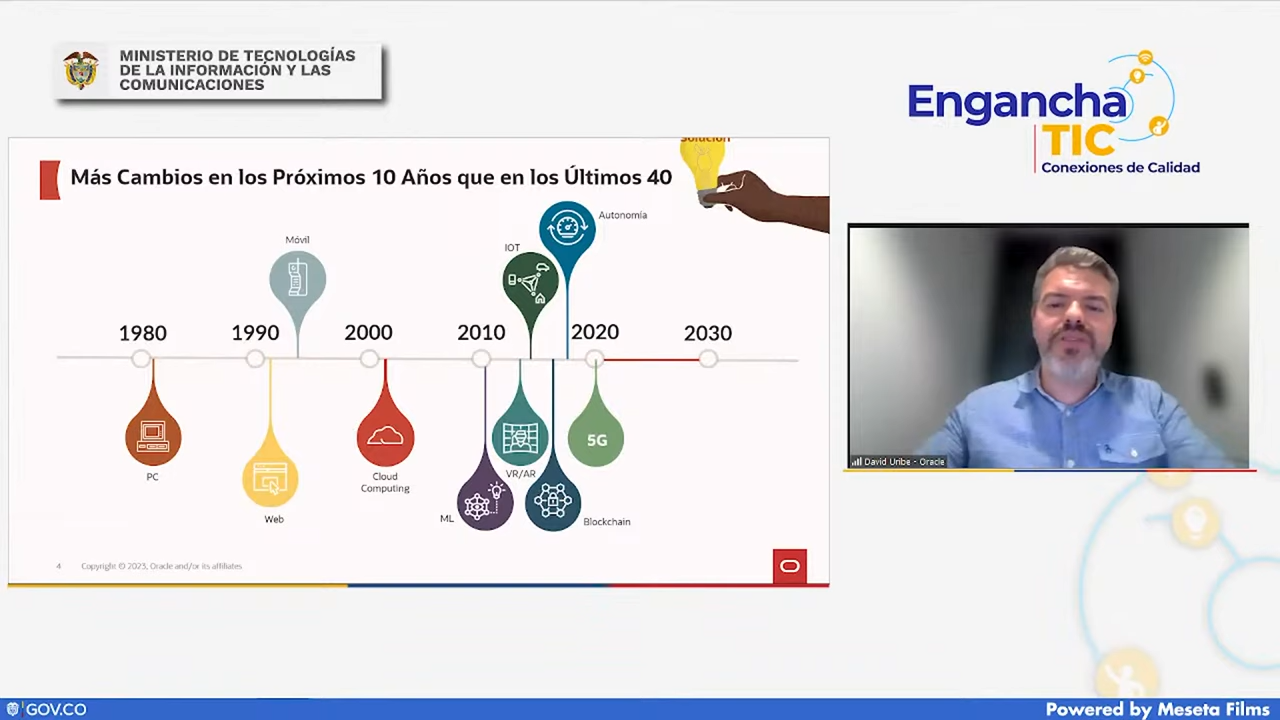 MINISTERIO DE TECNOLOGÍAS
DE LA INFORMACIÓN Y LAS
COMUNICACIONES
Engancha
TIC
Conexiones de Calidad
Solución
Más Cambios en los Próximos 10 Años que en los Últimos 40
Autonomía
Móvil
IOT
1980
1990
2000
2010
2020
2030
5G
PC
Cloud
Computing
VR/AR
Web
ML
Blockchain
4
Copyright © 2023, Oracle and/or its affiliates
David Uribe - Oracle
GOV.CO
Powered by Meseta Films